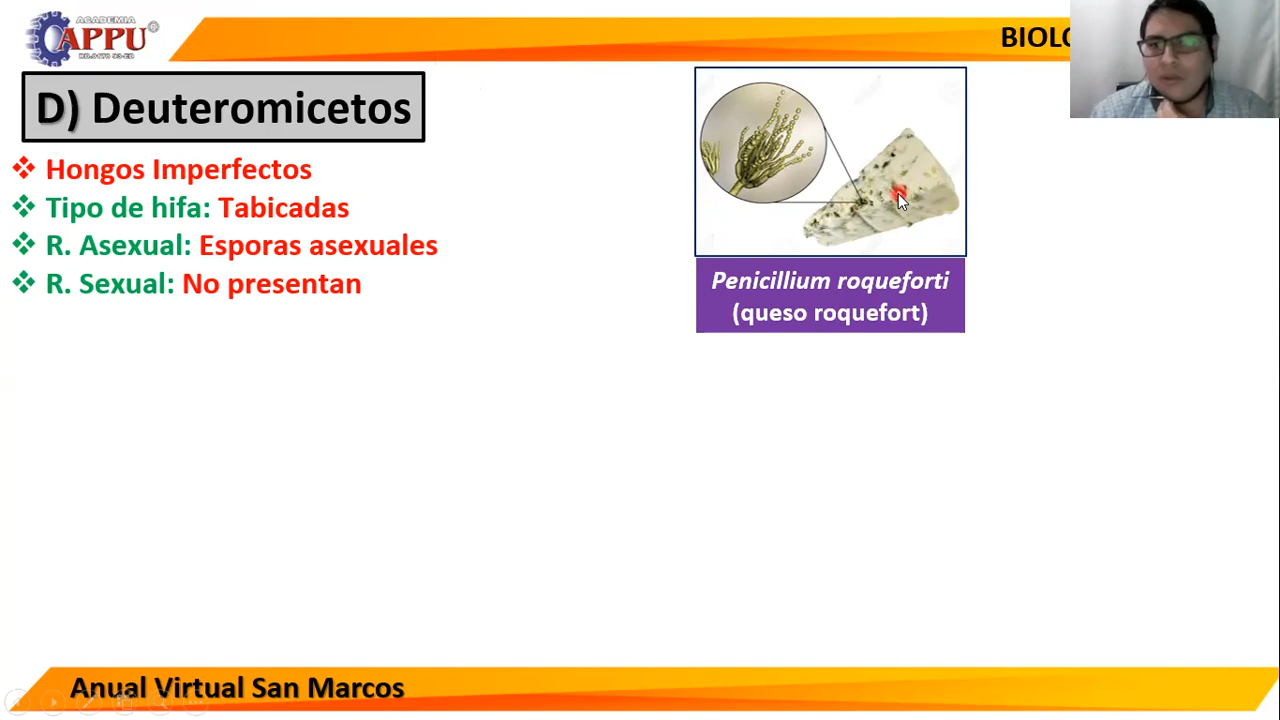 ACADEMIA
APPU
BIOLO
D) Deuteromicetos
❖ Hongos Imperfectos
❖ Tipo de hifa: Tabicadas
❖ R. Asexual: Esporas asexuales
❖ R. Sexual: No presentan
Penicillium roqueforti
(queso roquefort)
Anual Virtual San Marcos